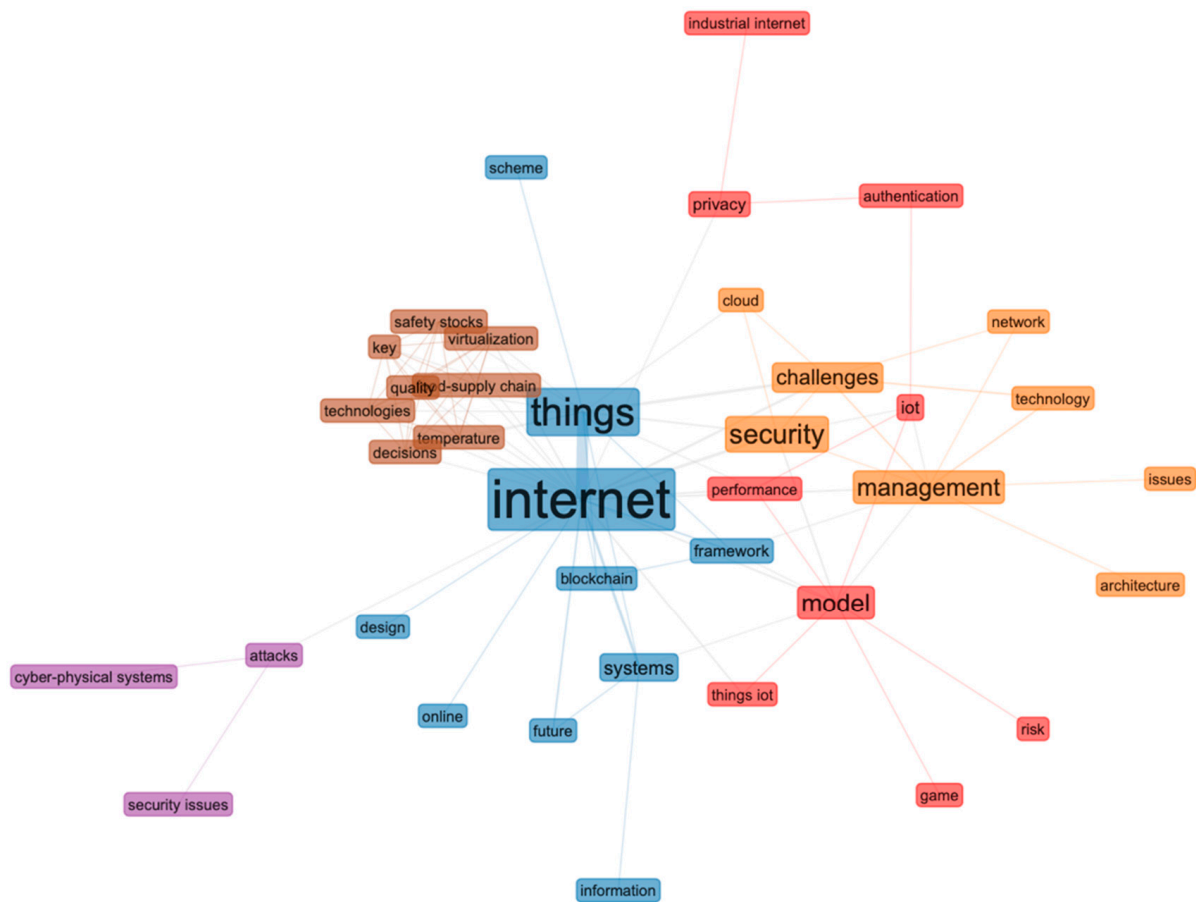 industrial internet
scheme
privacy
authentication
cloud
safety stocks
network
virtualization
key
challenges
quality
d-supply chain
technologies
things
iot
technology
security
temperature
decisions
issues
management
performance
internet
framework
blockchain
architecture
model
design
attacks
systems
cyber-physical systems
things iot
online
future
risk
game
security issues
information